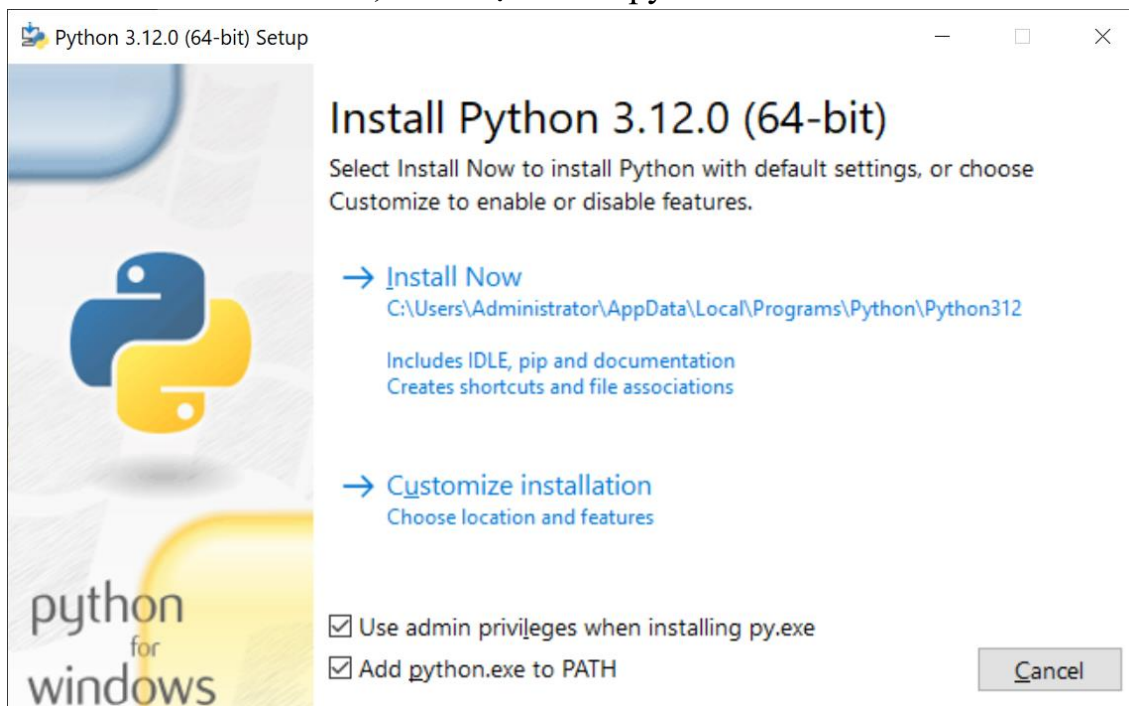 Python 3.12.0 (64-bit) Setup
Install Python 3.12.0 (64-bit)
Select Install Now to install Python with default settings, or choose
Customize to enable or disable features.
Install Now
C:\Users\Administrator\AppData\Local\Programs\Python\Python312
Includes IDLE, pip and documentation
Creates shortcuts and file associations
Customize installation
Choose location and features
Use admin privileges when installing py.exe
Add python.exe to PATH
Cancel
python
for
windows